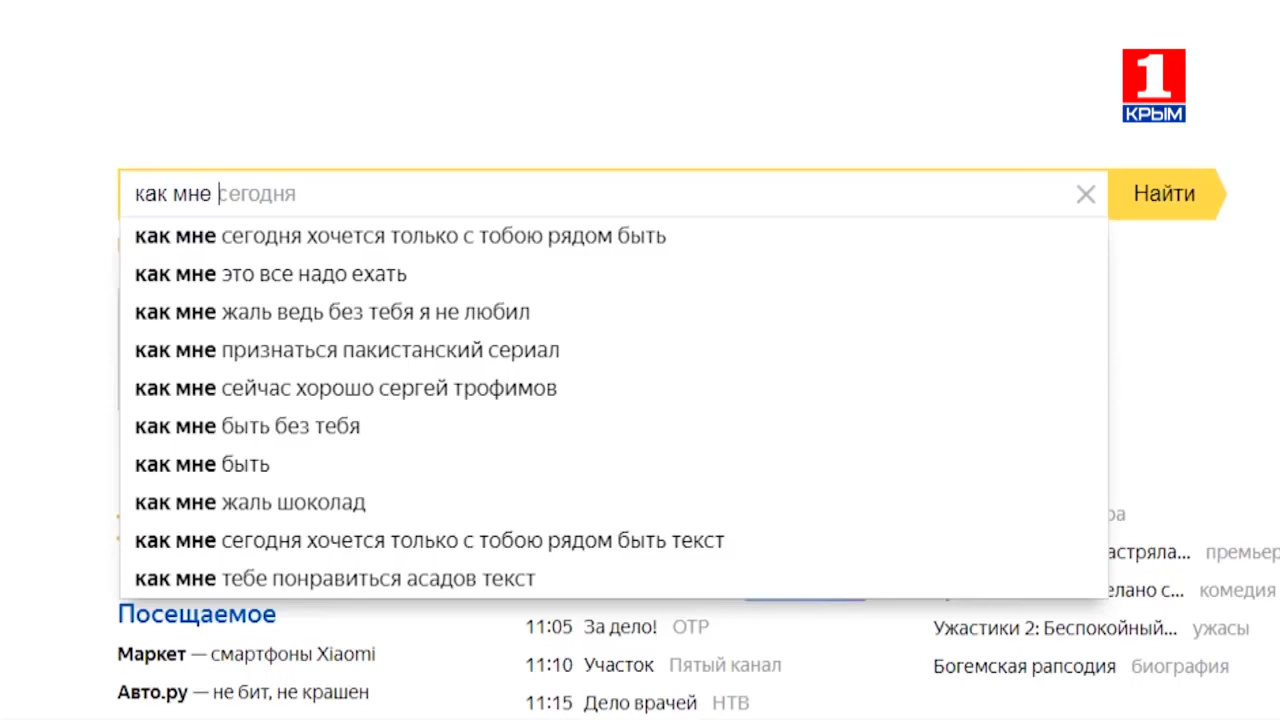 1
КРЫМ
как мне сегодня
Найти
как мне сегодня хочется только с тобою рядом быть
как мне это все надо ехать
как мне жаль ведь без тебя я не любил
как мне признаться пакистанский сериал
как мне сейчас хорошо сергей трофимов
как мне быть без тебя
как мне быть
как мне жаль шоколад
как мне сегодня хочется только с тобою рядом быть текст
как мне тебе понравиться асадов текст
ра
астряла... премьер
елано с... комедия
Посещаемое
Маркет — смартфоны Xiaomi
Авто.ру — не бит, не крашен
11:05 За дело! ОТР
11:10 Участок Пятый канал
11:15 Дело врачей НТВ
Ужастики 2: Беспокойный... ужасы
Богемская рапсодия биография